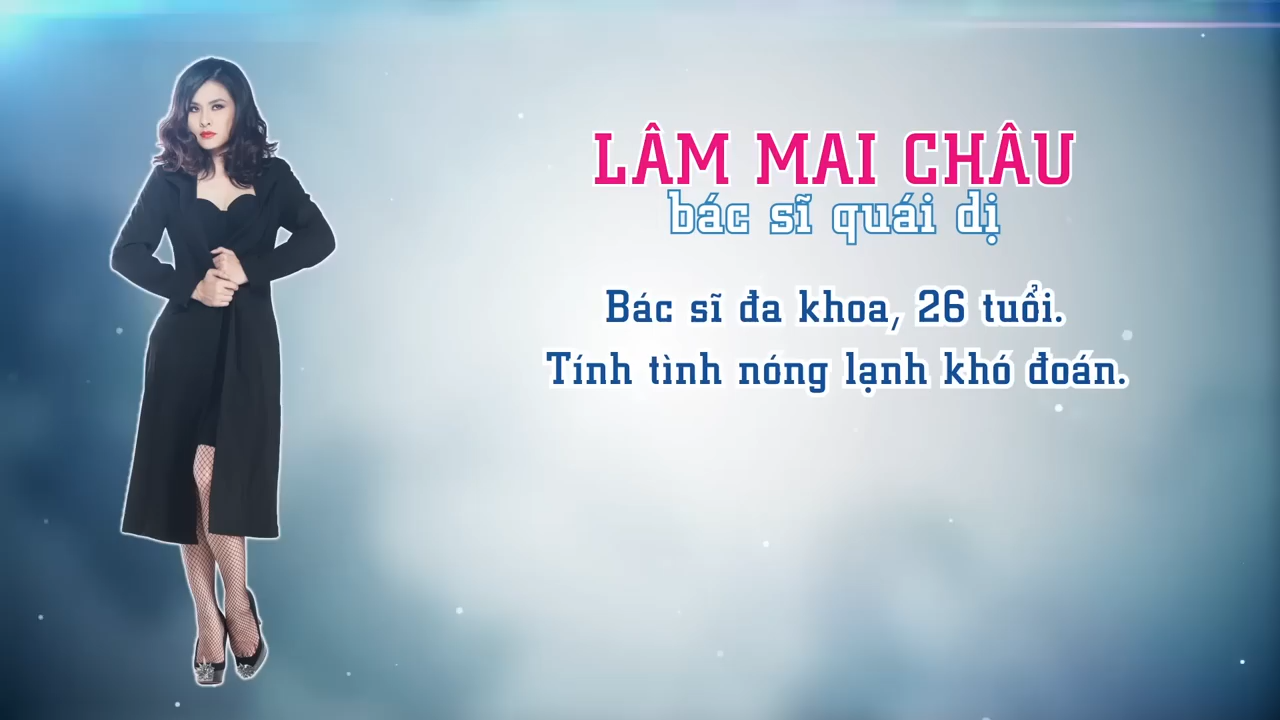 LÂM MAI CHÂU
bác sĩ quái dị
Bác sĩ đa khoa, 26 tuổi.
Tính tình nóng lạnh khó đoán.